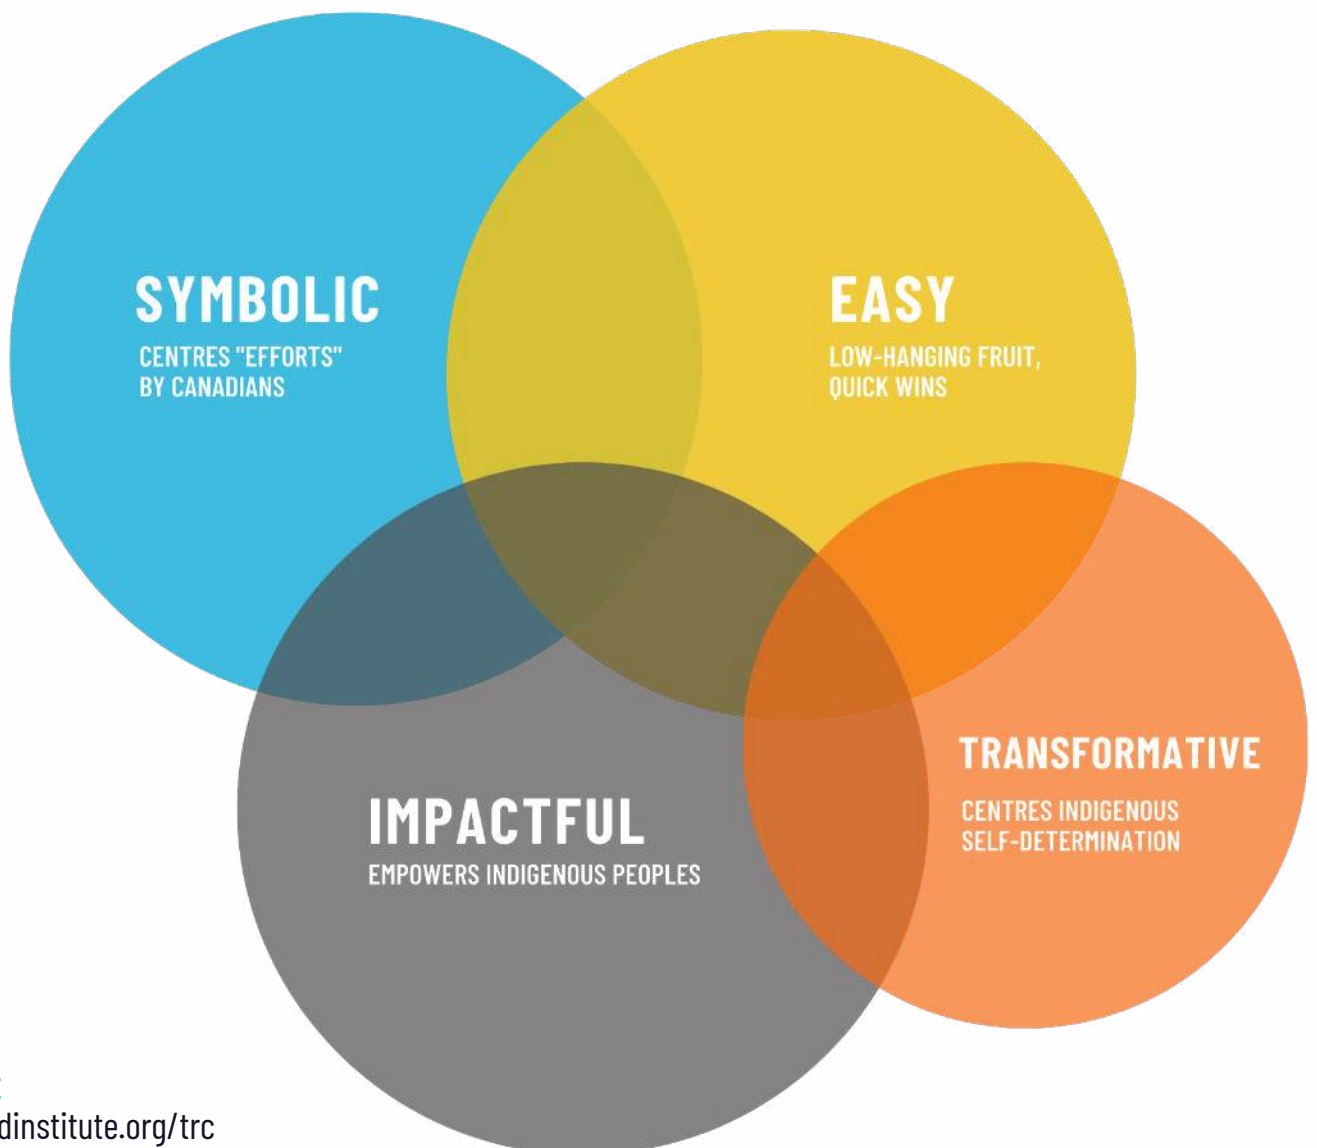 SYMBOLIC
CENTRES "EFFORTS"
BY CANADIANS
EASY
LOW-HANGING FRUIT,
QUICK WINS
IMPACTFUL
EMPOWERS INDIGENOUS PEOPLES
TRANSFORMATIVE
CENTRES INDIGENOUS
SELF-DETERMINATION
dinstitute.org/trc